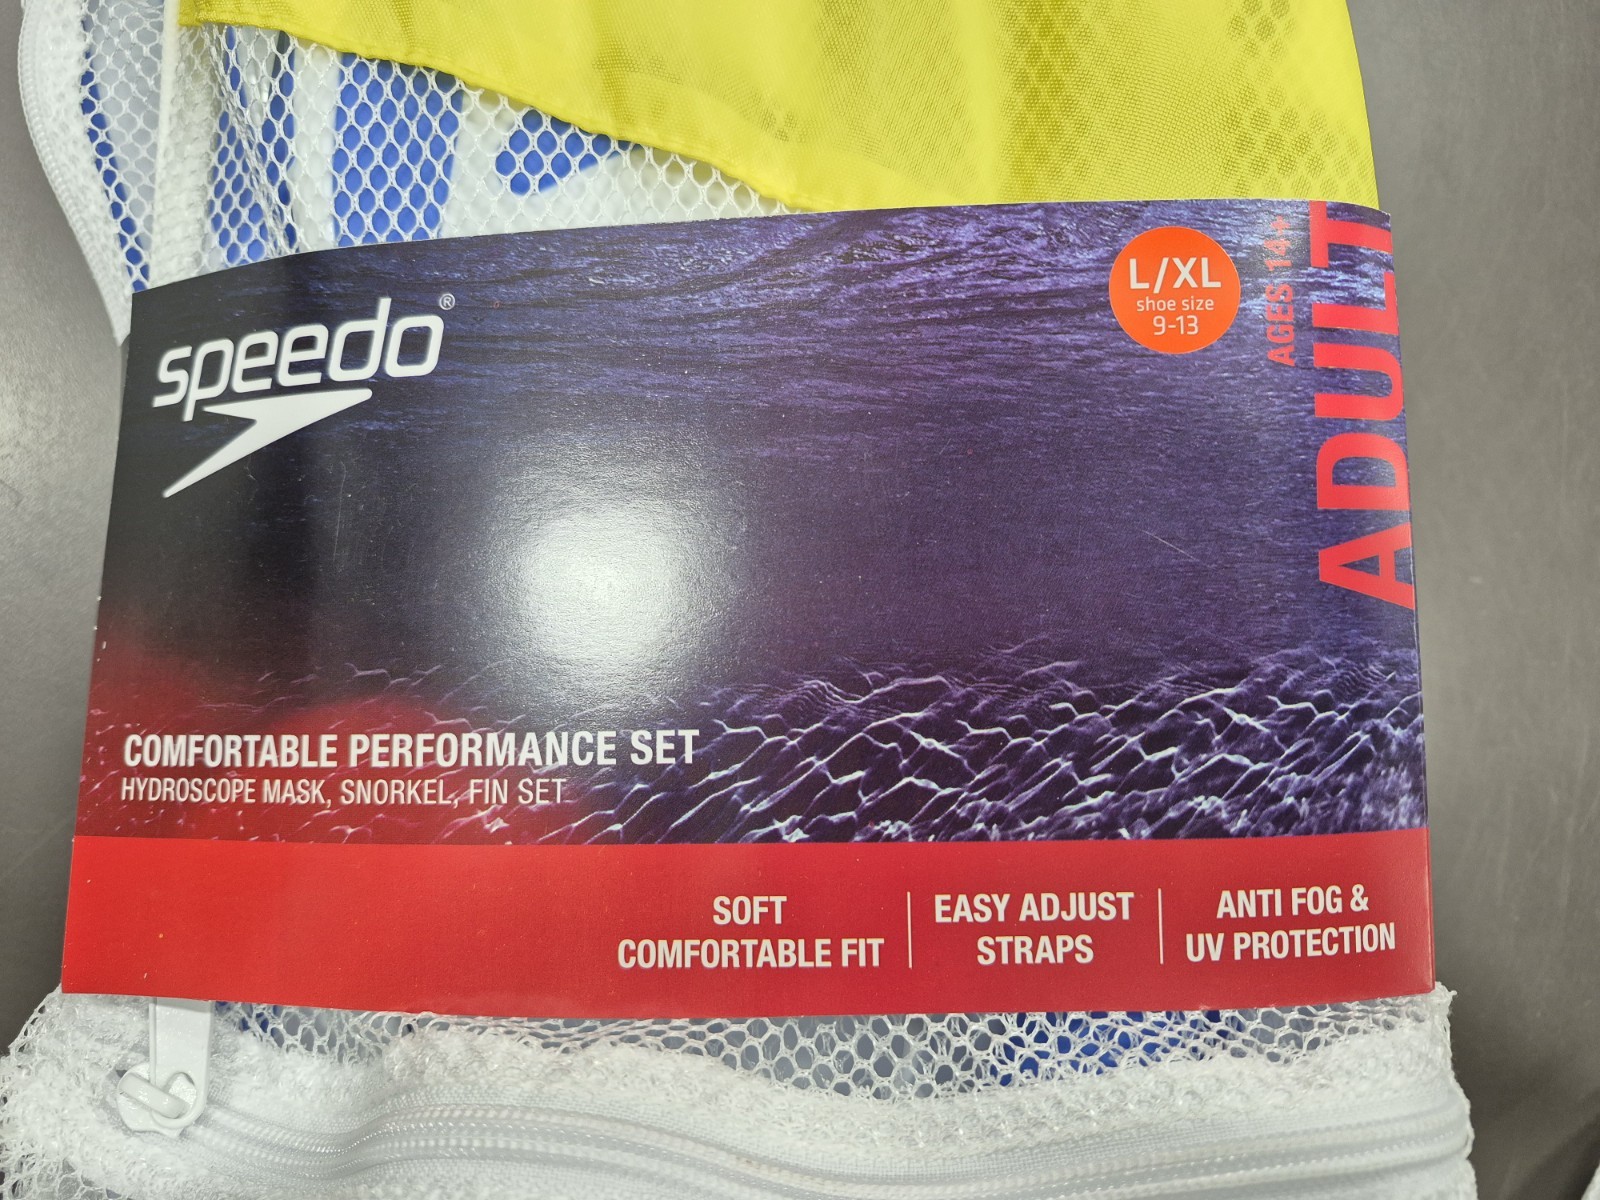 speedo®
L/XL
shoe size
9-13
AGES 14+
ADULT
COMFORTABLE PERFORMANCE SET
HYDROSCOPE MASK, SNORKEL, FIN SET
SOFT
COMFORTABLE FIT
EASY ADJUST
STRAPS
ANTI FOG &
UV PROTECTION